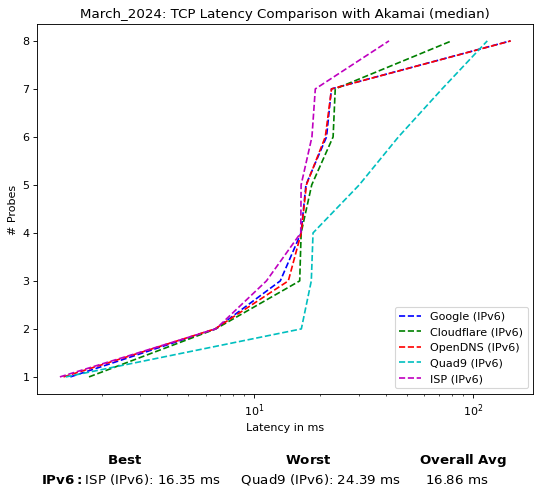 March_2024: TCP Latency Comparison with Akamai (median)
8
7
6
5
4
3
2
1
# Probes
Google (IPv6)
Cloudflare (IPv6)
OpenDNS (IPv6)
Quad9 (IPv6)
ISP (IPv6)
10¹ 10²
Latency in ms
Best Worst Overall Avg
IPv6: ISP (IPv6): 16.35 ms Quad9 (IPv6): 24.39 ms 16.86 ms